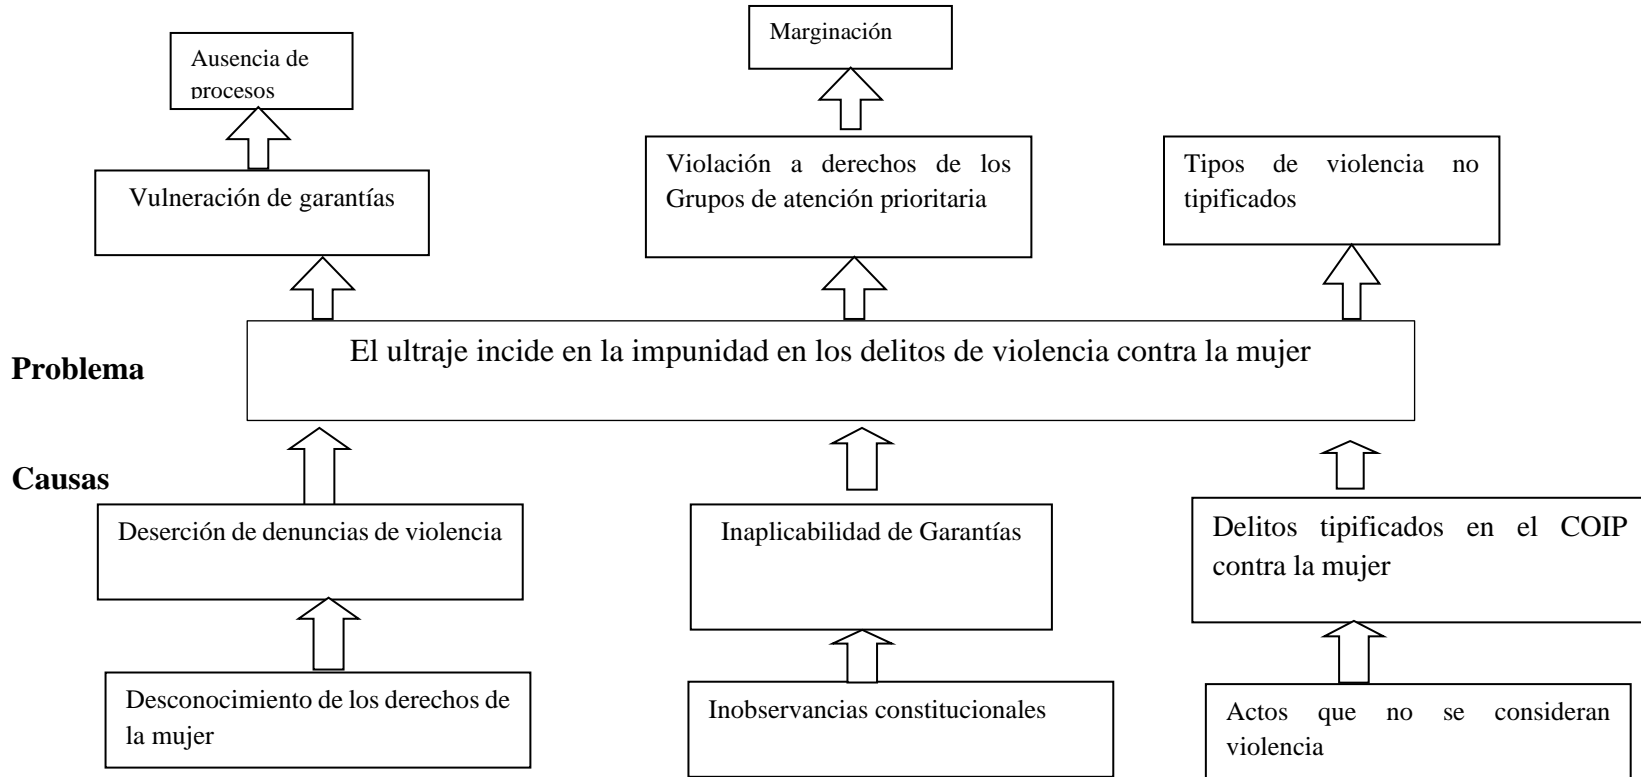 Marginación
Ausencia de
procesos
Violación a derechos de los
Grupos de atención prioritaria
Tipos de violencia no
tipificados
Vulneración de garantías
El ultraje incide en la impunidad en los delitos de violencia contra la mujer
Problema
Causas
Deserción de denuncias de violencia
Inaplicabilidad de Garantías
Delitos tipificados en el COIP
contra la mujer
Desconocimiento de los derechos de
la mujer
Inobservancias constitucionales
Actos que no se consideran
violencia